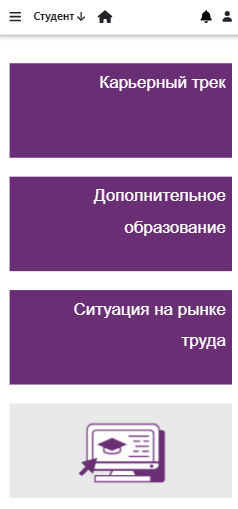 Студент
Карьерный трек
Дополнительное
образование
Ситуация на рынке
труда